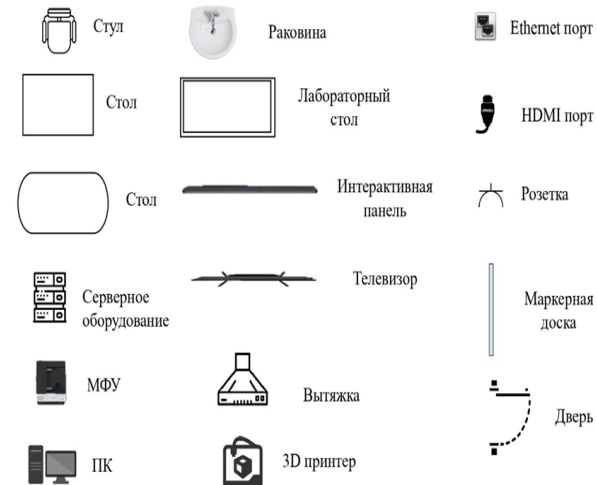 Стул
Раковина
Ethernet порт
Стол
Лабораторный
стол
HDMI порт
Стол
Интерактивная
панель
Розетка
Серверное
оборудование
Телевизор
Маркерная
доска
МФУ
Вытяжка
Дверь
ПК
3D принтер